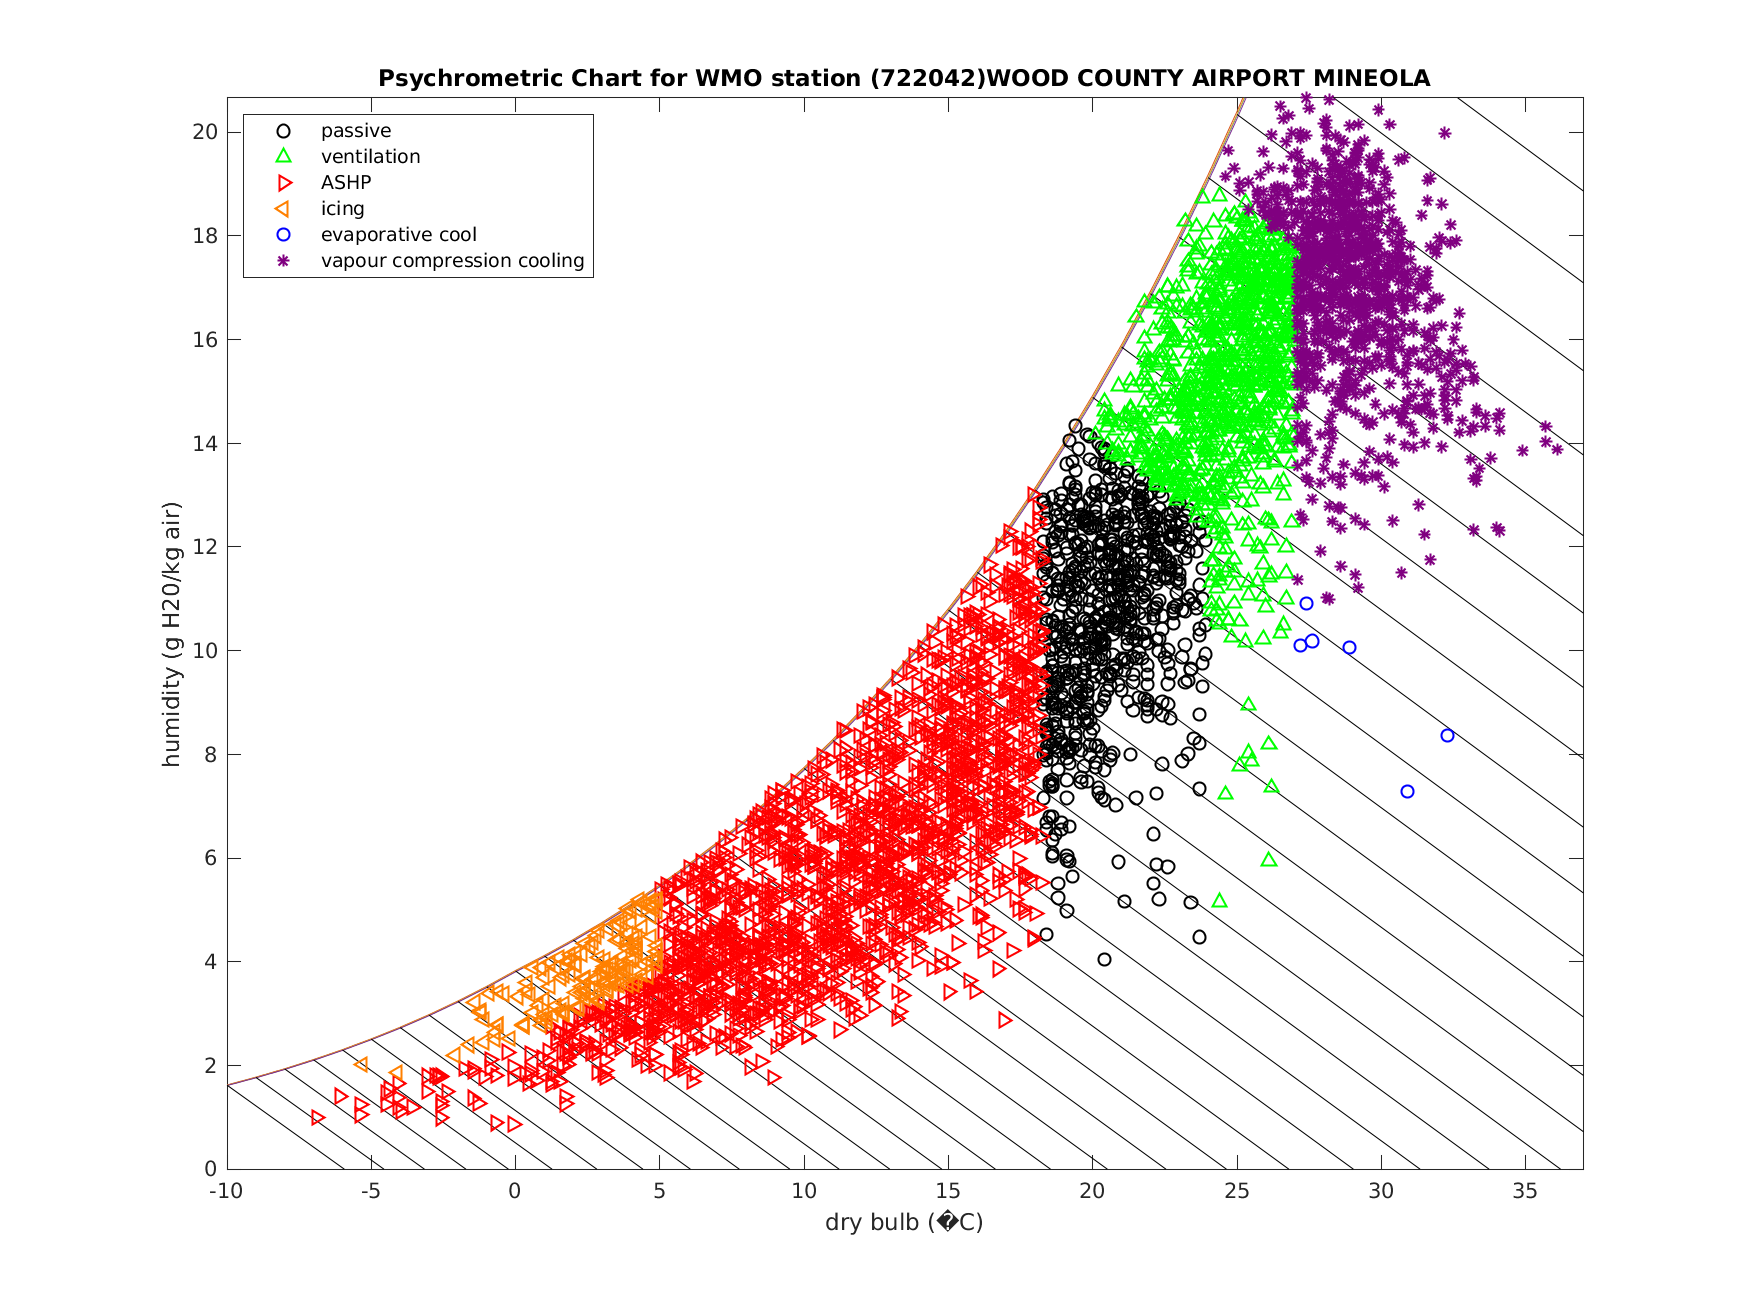 Psychrometric Chart for WMO station (722042)WOOD COUNTY AIRPORT MINEOLA
passive
ventilation
ASHP
icing
evaporative cool
vapour compression cooling
humidity (g H20/kg air)
20
18
16
14
12
10
8
6
4
2
0
-10 -5 0 5 10 15 20 25 30 35
dry bulb (�C)